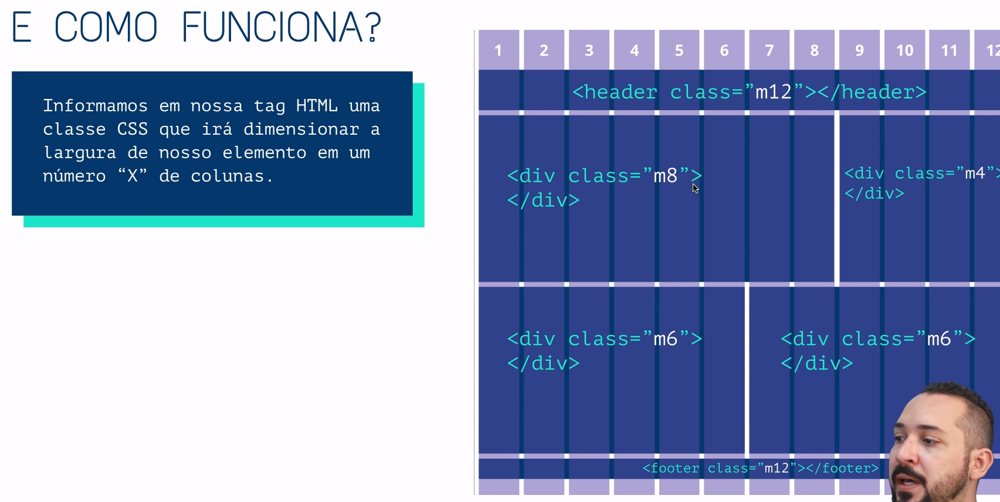 E COMO FUNCIONA?
Informamos em nossa tag HTML uma
classe CSS que irá dimensionar a
largura de nosso elemento em um
número “X” de colunas.
1 2 3 4 5 6 7 8 9 10 11 12
<header class=”m12”></header>
<div class=”m8”>
</div>
<div class=”m4”>
</div>
<div class=”m6”>
</div>
<div class=”m6”>
</div>
<footer class=”m12”></footer>